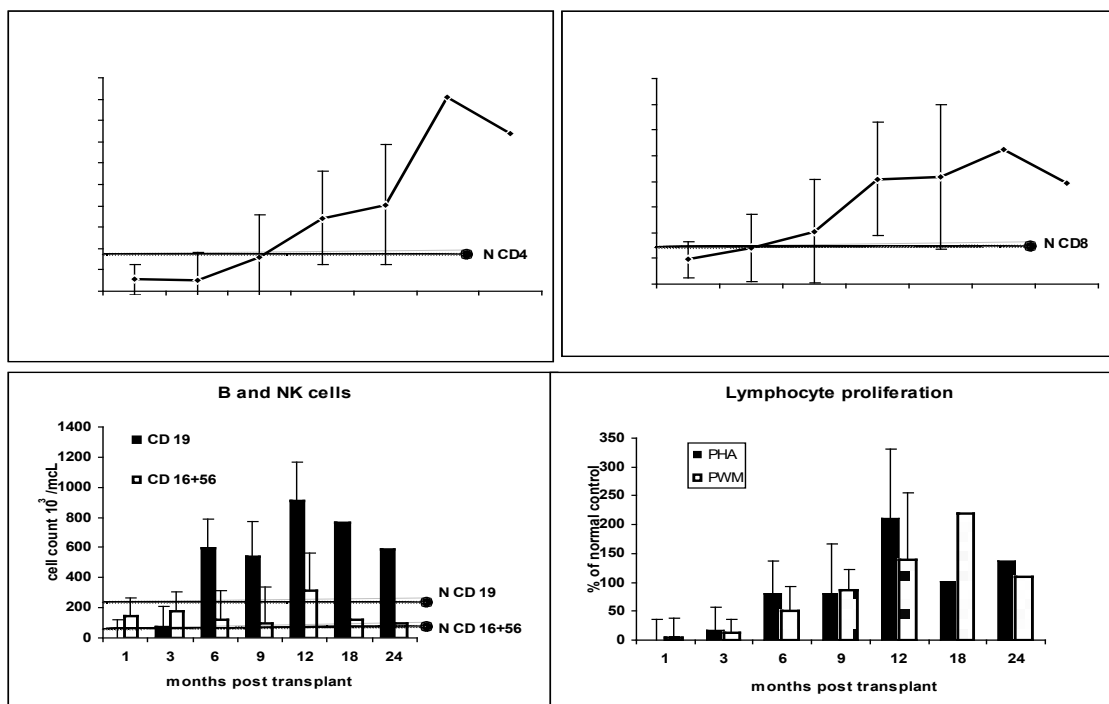 N CD4
N CD8
B and NK cells
1400
1200
1000
800
600
400
200
0
cell count 10³ /mcL
CD 19
CD 16+56
N CD 19
N CD 16+56
1 3 6 9 12 18 24
months post transplant
Lymphocyte proliferation
350
300
250
200
150
100
50
0
% of normal control
PHA
PWM
1 3 6 9 12 18 24
months post transplant